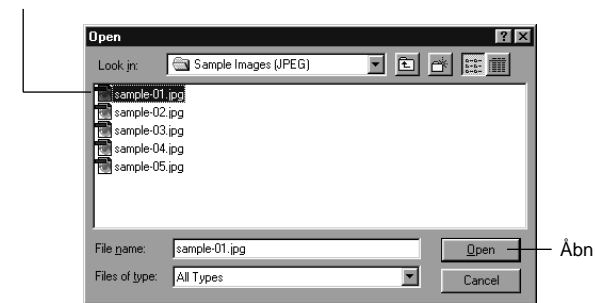 Open
Look in: Sample Images (JPEG)
sample-01.jpg
sample-02.jpg
sample-03.jpg
sample-04.jpg
sample-05.jpg
File name: sample-01.jpg Open Åbn
Files of type: All Types Cancel